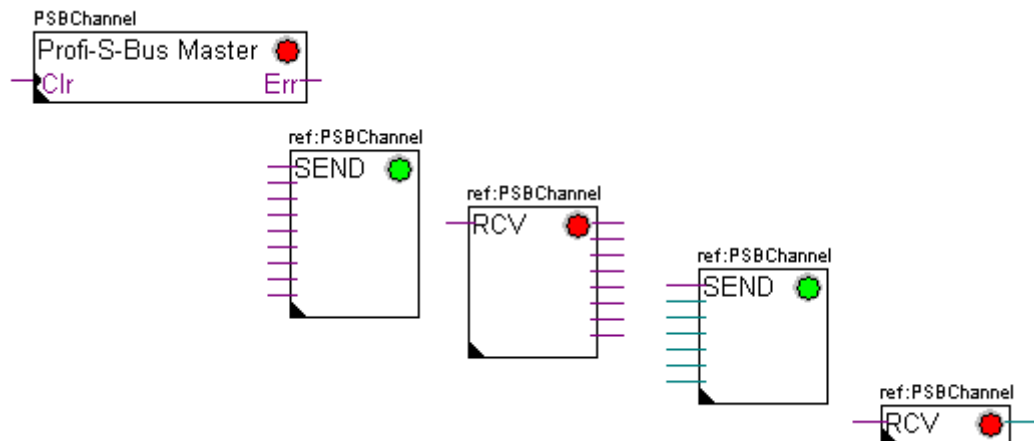 PSBChannel
Profi-S-Bus Master
Clr Err
ref:PSBChannel
SEND
ref:PSBChannel
RCV
ref:PSBChannel
SEND
ref:PSBChannel
RCV